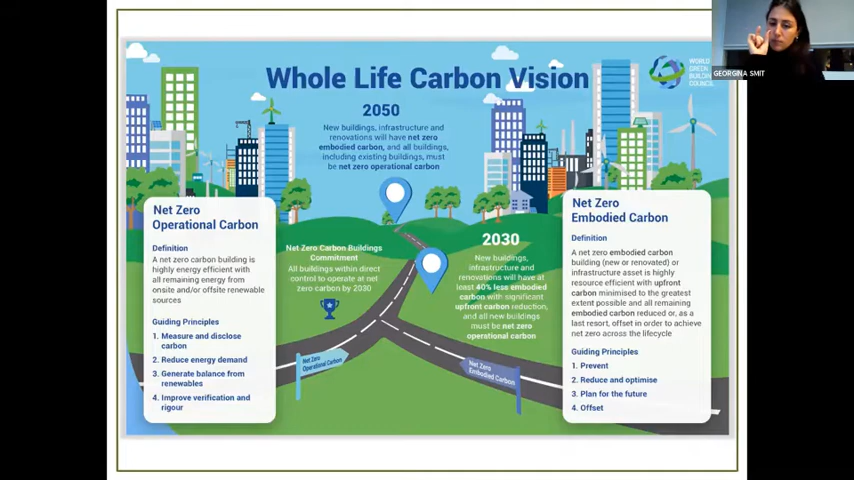 Whole Life Carbon Vision
2050
New buildings, infrastructure and
renovations will have net zero
embodied carbon, and all buildings,
including existing buildings, must
be net zero operational carbon
WORLD
GREEN
BUILDING
COUNCIL
GEORGINA SMIT
Net Zero
Operational Carbon
Definition
A net zero carbon building is
highly energy efficient with
all remaining energy from
onsite and/or offsite renewable
sources
Guiding Principles
1. Measure and disclose
carbon
2. Reduce energy demand
3. Generate balance from
renewables
4. Improve verification and
rigour
Net Zero Carbon Buildings
Commitment
All buildings within direct
control to operate at net
zero carbon by 2030
2030
New buildings,
infrastructure and
renovations will have at
least 40% less embodied
carbon with significant
upfront carbon reduction,
and all new buildings
must be net zero
operational carbon
Net Zero
Operational Carbon
Net Zero
Embodied Carbon
Net Zero
Embodied Carbon
Definition
A net zero embodied carbon
building (new or renovated) or
infrastructure asset is highly
resource efficient with upfront
carbon minimised to the greatest
extent possible and all remaining
embodied carbon reduced or, as a
last resort, offset in order to achieve
net zero across the lifecycle
Guiding Principles
1. Prevent
2. Reduce and optimise
3. Plan for the future
4. Offset